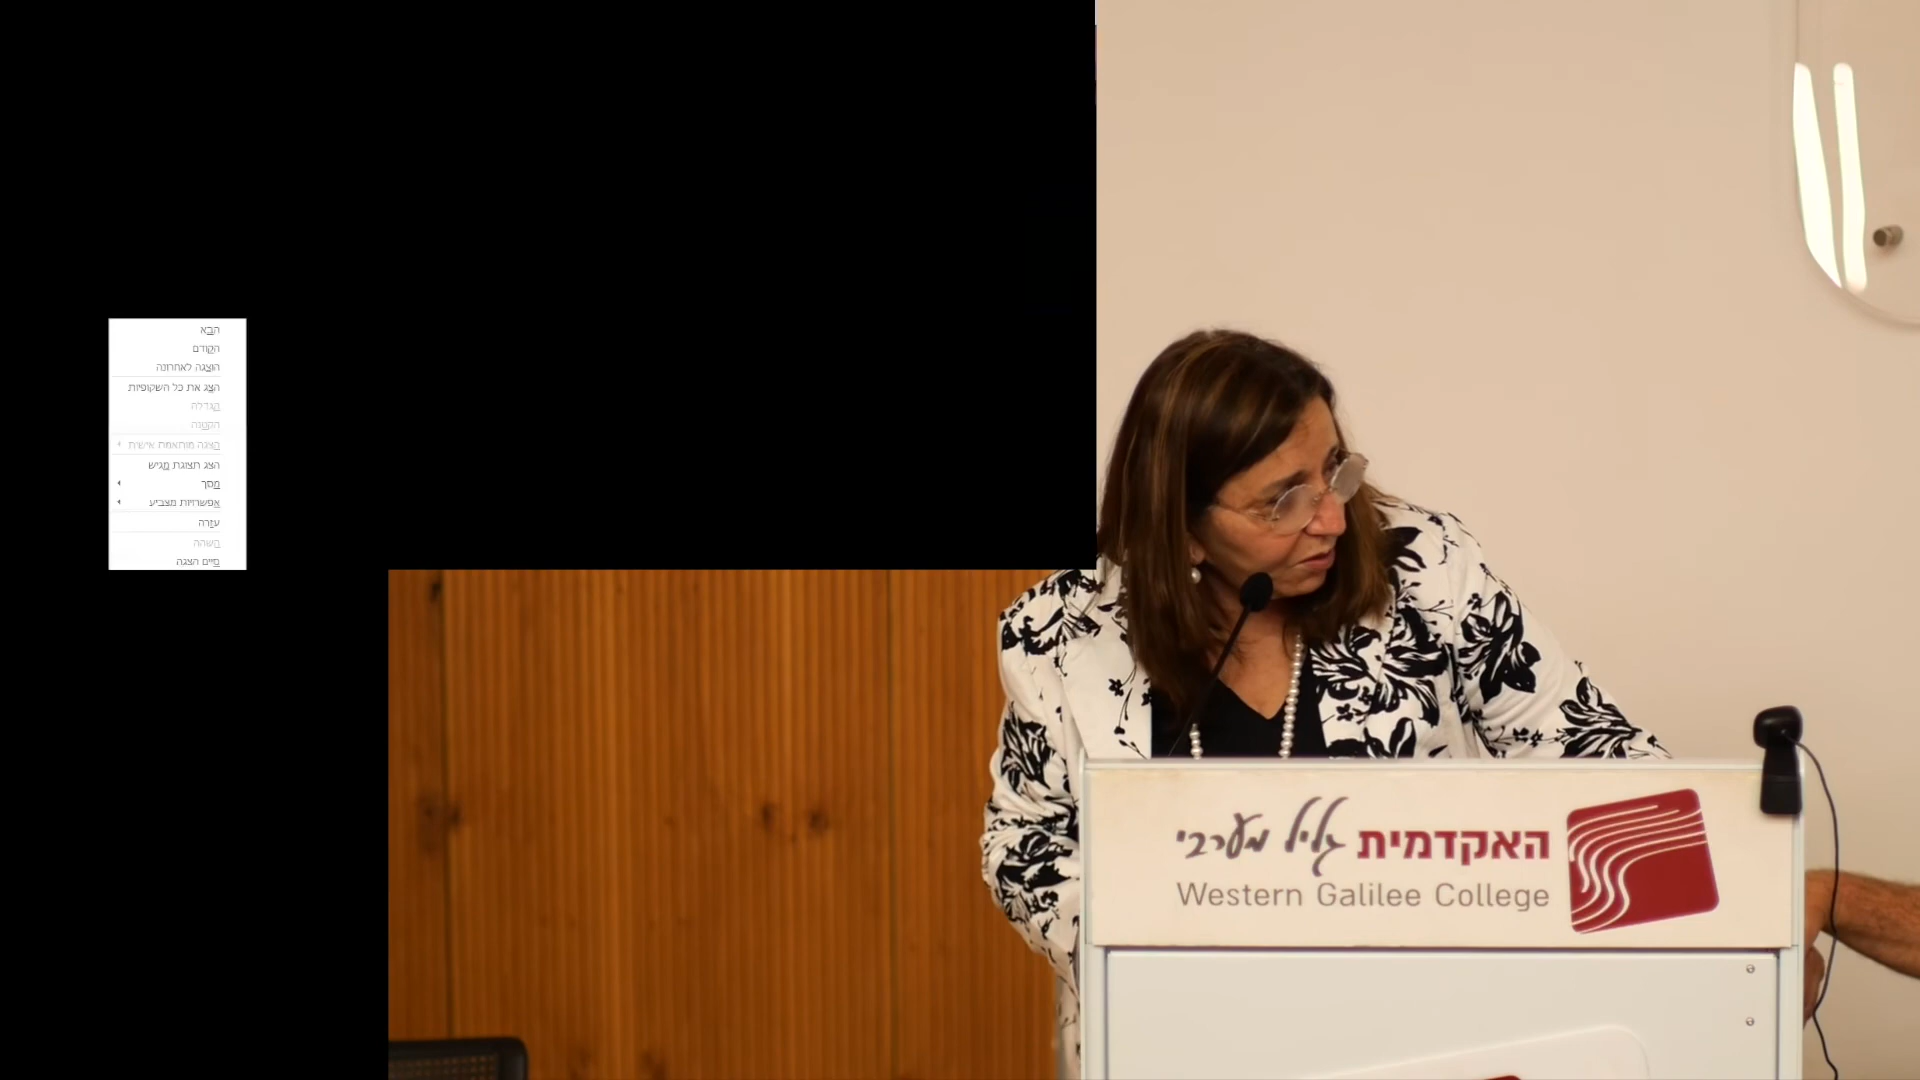 הבא
הקודם
הוצגה לאחרונה
הצג את כל השקופיות
הגדלה
הקטנה
הצגה מותאמת אישית
הצג תצוגת מגיש
מסך
אפשרויות מצביע
עזרה
השהה
סיים הצגה
האקדמית גליל מערבי
Western Galilee College